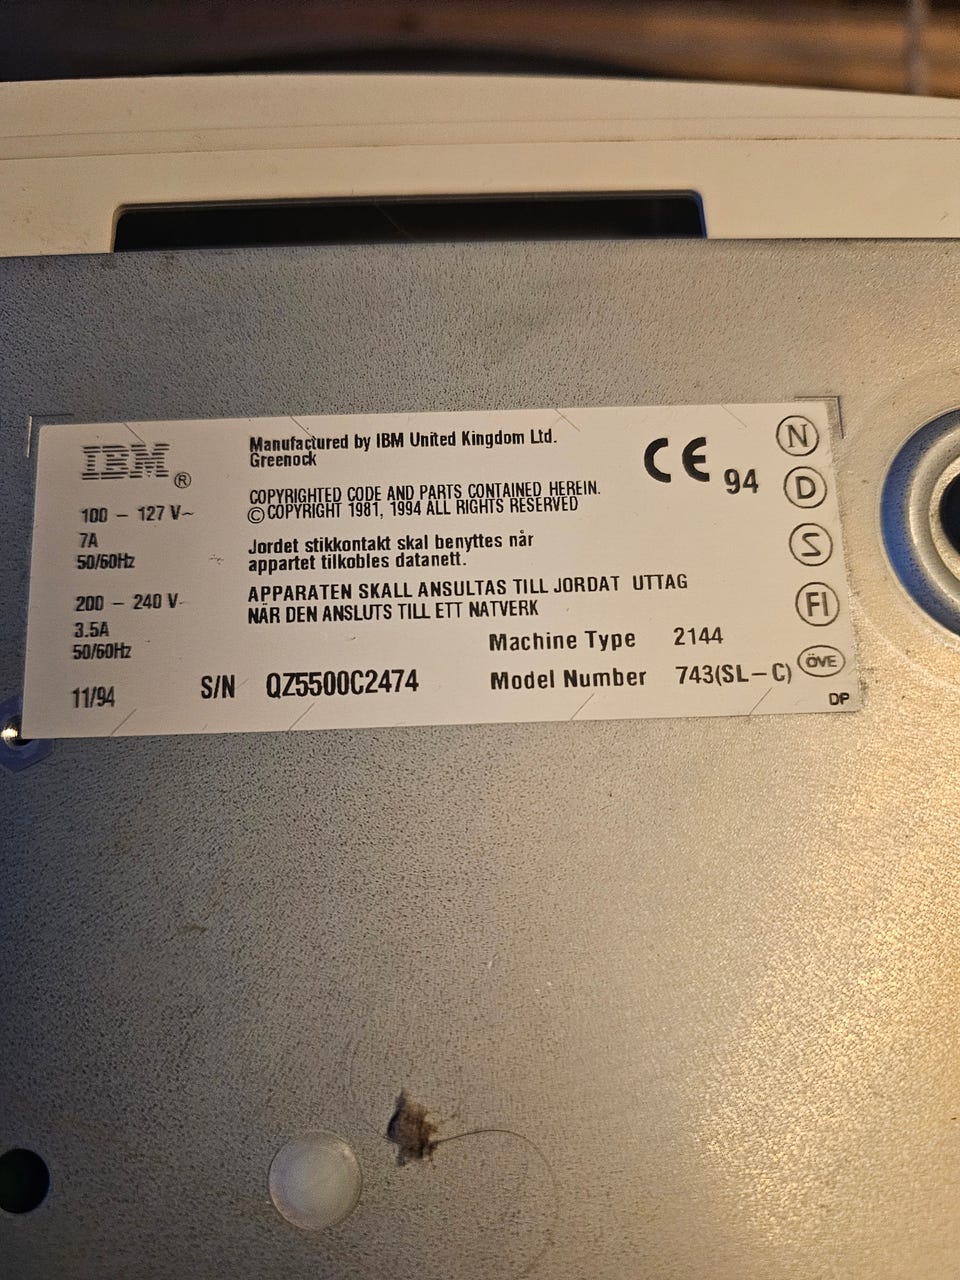 IBM®
100 – 127 V~
7A
50/60Hz
200 – 240 V~
3.5A
50/60Hz
11/94
Manufactured by IBM United Kingdom Ltd.
Greenock
COPYRIGHTED CODE AND PARTS CONTAINED HEREIN.
© COPYRIGHT 1981, 1994 ALL RIGHTS RESERVED
Jordet stikkontakt skal benyttes når
appartet tilkobles datanett.
APPARATEN SKALL ANSULTAS TILL JORDAT UTTAG
NÄR DEN ANSLUTS TILL ETT NATVERK
Machine Type 2144
S/N QZ5500C2474
Model Number 743(SL–C)
CE 94
N
D
S
FI
ÖVE
DP